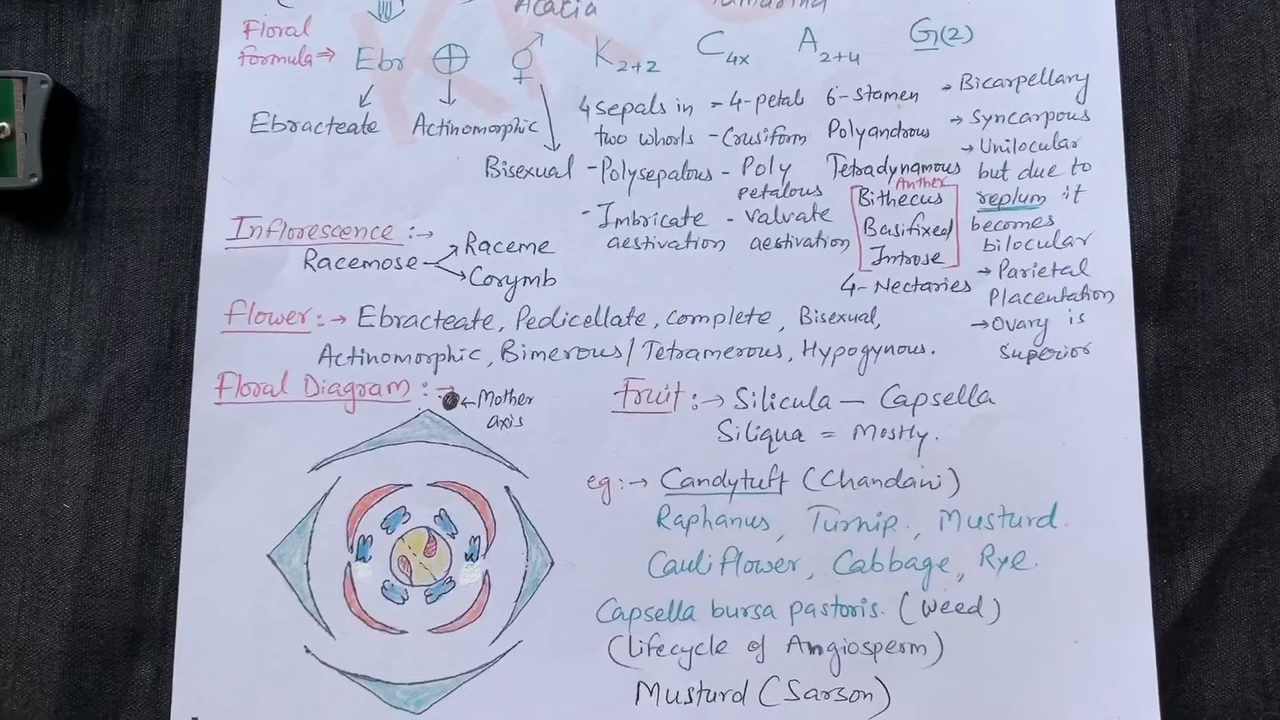 Acacia
Floral
formula⇒ Ebr ⊕ ⚥ K2+2 C4x A2+4 G(2)
Ebracteate Actinomorphic Bisexual
4 sepals in
two whorls
-Polysepalous
- Imbricate
aestivation
= 4-petal
- Crusiform
- Poly
petalous
- valvate
aestivation
6-stamen
Polyandrous
Tetradynamous
Anther
Bithecus
Basifixed
Introse
4-Nectaries
→ Bicarpellary
→ Syncarpous
→ Unilocular
but due to
replum it
becomes
bilocular
→ Parietal
Placentation
→ Ovary is
Superior
Inflorescence :→
Racemose Raceme
Corymb
flower:→ Ebracteate, Pedicellate, complete, Bisexual,
Actinomorphic, Bimerous/Tetramerous, Hypogynous.
Floral Diagram:→
←Mother
axis
Fruit:→ Silicula — Capsella
Siliqua = Mostly.
eg:→ Candytuft (Chandani)
Raphanus, Turnip, Musturd.
Cauliflower, Cabbage, Rye.
Capsella bursa pastoris. (weed)
(lifecycle of Angiosperm)
Musturd (Sarson)